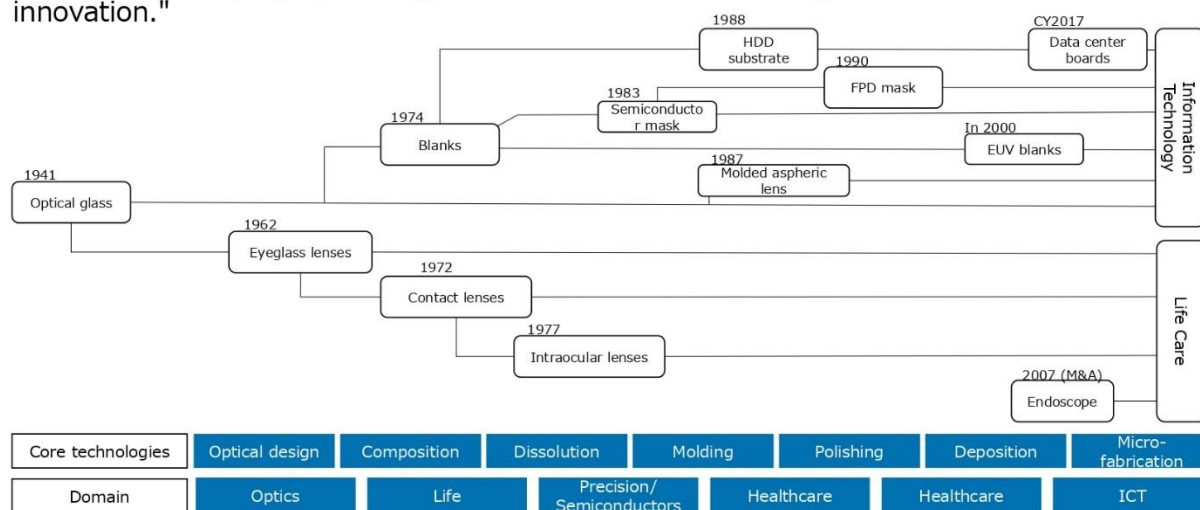 innovation."
1988
HDD
substrate
CY2017
Data center
boards
1990
FPD mask
1983
Semiconducto
r mask
1974
Blanks
In 2000
EUV blanks
1987
Molded aspheric
lens
Information
Technology
1941
Optical glass
1962
Eyeglass lenses
1972
Contact lenses
1977
Intraocular lenses
2007 (M&A)
Endoscope
Life Care
Core technologies
Optical design
Composition
Dissolution
Molding
Polishing
Deposition
Micro-
fabrication
Domain
Optics
Life
Precision/
Semiconductors
Healthcare
Healthcare
ICT